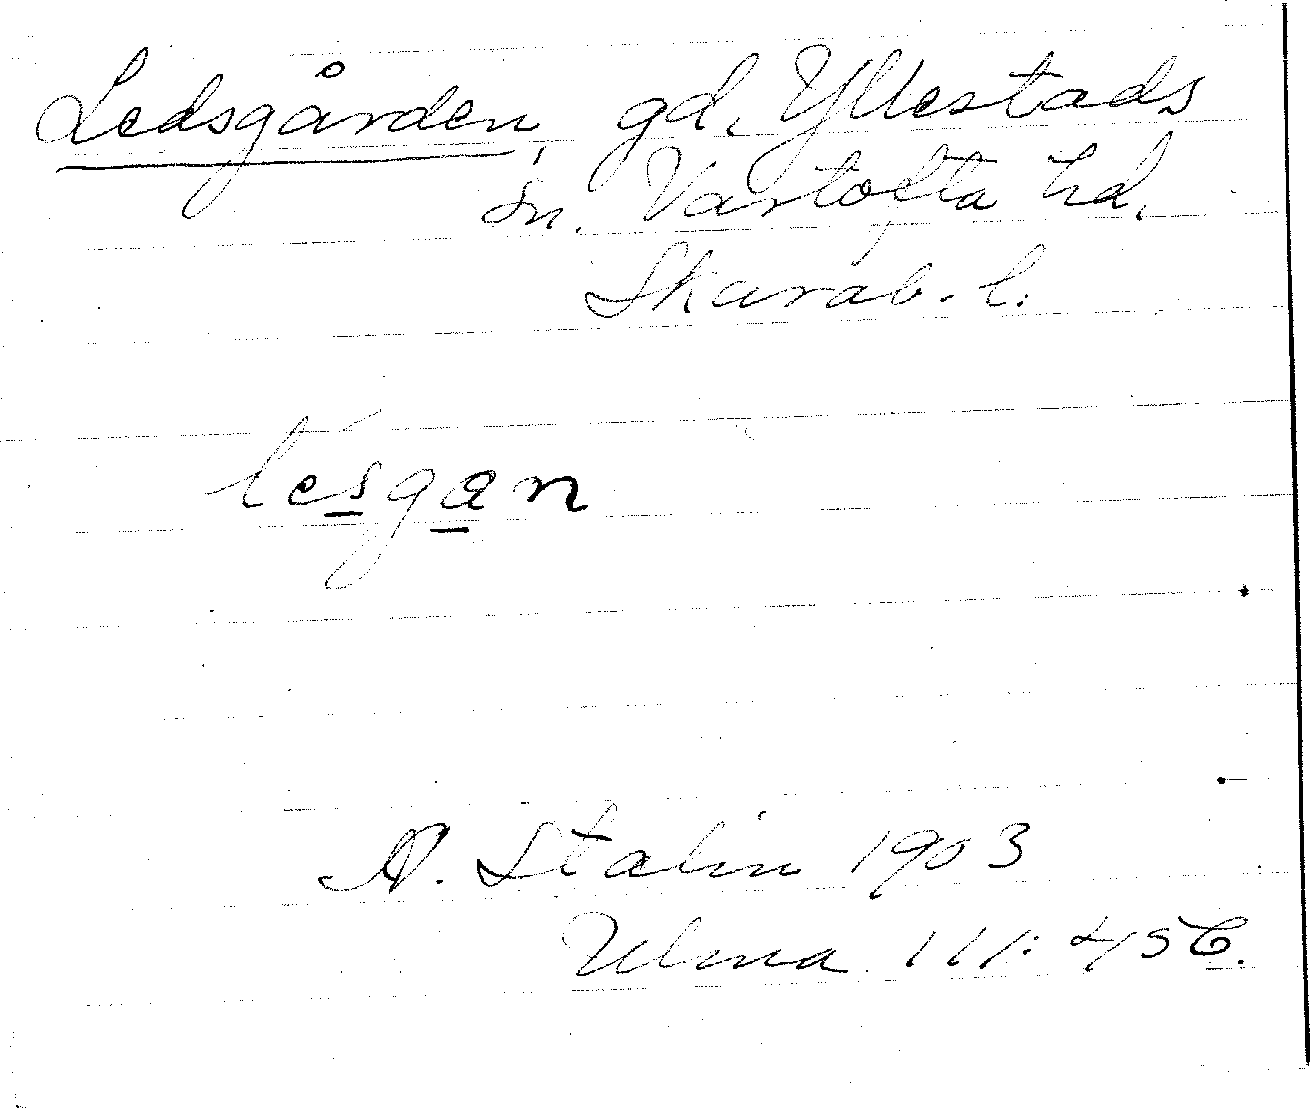 Ledsgården, gd, Yllestads
sn. Vartofta hd,
Skarab. l.
lesgan
A. Stalin 1903
Ulma 111:456.